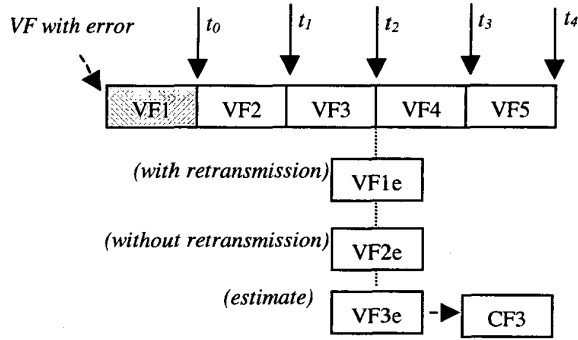 VF with error
t0 t1 t2 t3 t4
VF1 VF2 VF3 VF4 VF5
(with retransmission) VF1e
(without retransmission) VF2e
(estimate) VF3e CF3